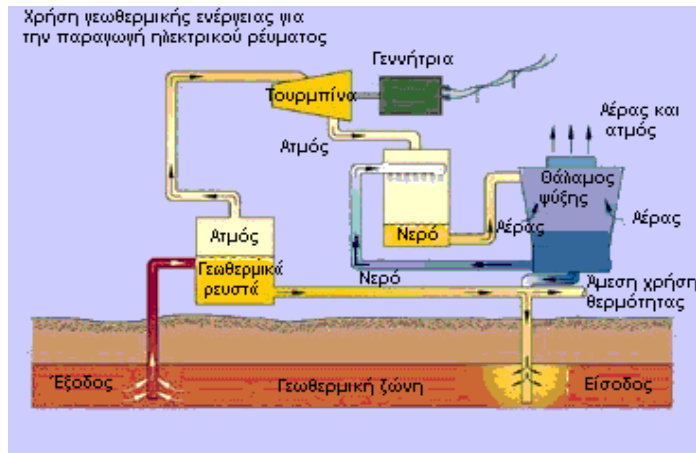 Χρήση γεωθερμικής ενέργειας για
την παραγωγή ηλεκτρικού ρέυματος
Γεννήτρια
Τουρμπίνα
Ατμός
Αέρας και
ατμός
Θάλαμος
ψύξης
Αέρας
Αέρας
Νερό
Ατμός
Γεωθερμικά
ρευστά
Νερό
Άμεση χρήση
θερμότητας
Έξοδος
Γεωθερμική ζώνη
Είσοδος